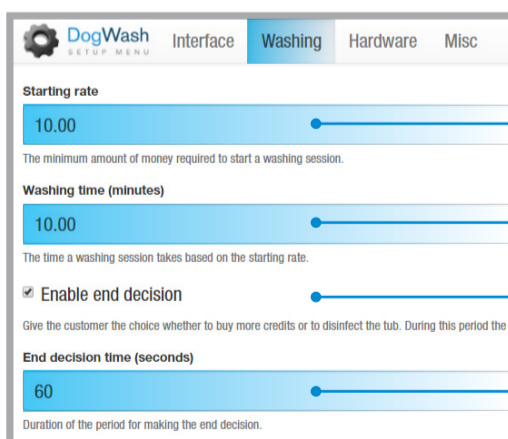 DogWash
SETUP MENU
Interface Washing Hardware Misc
Starting rate
10.00
The minimum amount of money required to start a washing session.
Washing time (minutes)
10.00
The time a washing session takes based on the starting rate.
Enable end decision
Give the customer the choice whether to buy more credits or to disinfect the tub. During this period the
End decision time (seconds)
60
Duration of the period for making the end decision.